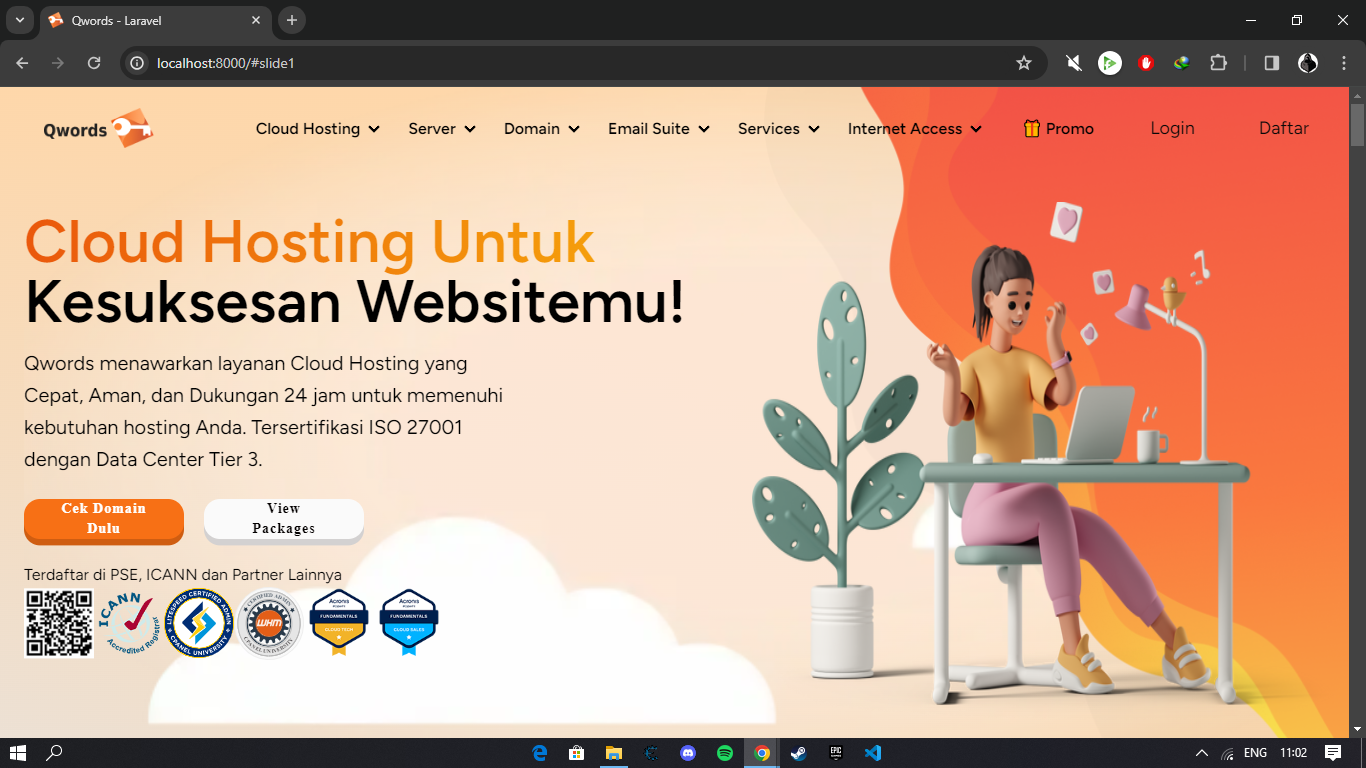 Qwords - Laravel
localhost:8000/#slide1
Qwords
Cloud Hosting
Server
Domain
Email Suite
Services
Internet Access
Promo
Login
Daftar
Cloud Hosting Untuk
Kesuksesan Websitemu!
Qwords menawarkan layanan Cloud Hosting yang
Cepat, Aman, dan Dukungan 24 jam untuk memenuhi
kebutuhan hosting Anda. Tersertifikasi ISO 27001
dengan Data Center Tier 3.
Cek Domain
Dulu
View
Packages
Terdaftar di PSE, ICANN dan Partner Lainnya
ICANN
Accredited Registrar
LITESPEED CERTIFIED ADMIN
CPANEL UNIVERSITY
CERTIFIED ADMIN
WHM
CPANEL UNIVERSITY
Acronis
FUNDAMENTALS
CLOUD TECH
Acronis
FUNDAMENTALS
CLOUD SALES
EPIC
ENG
11:02